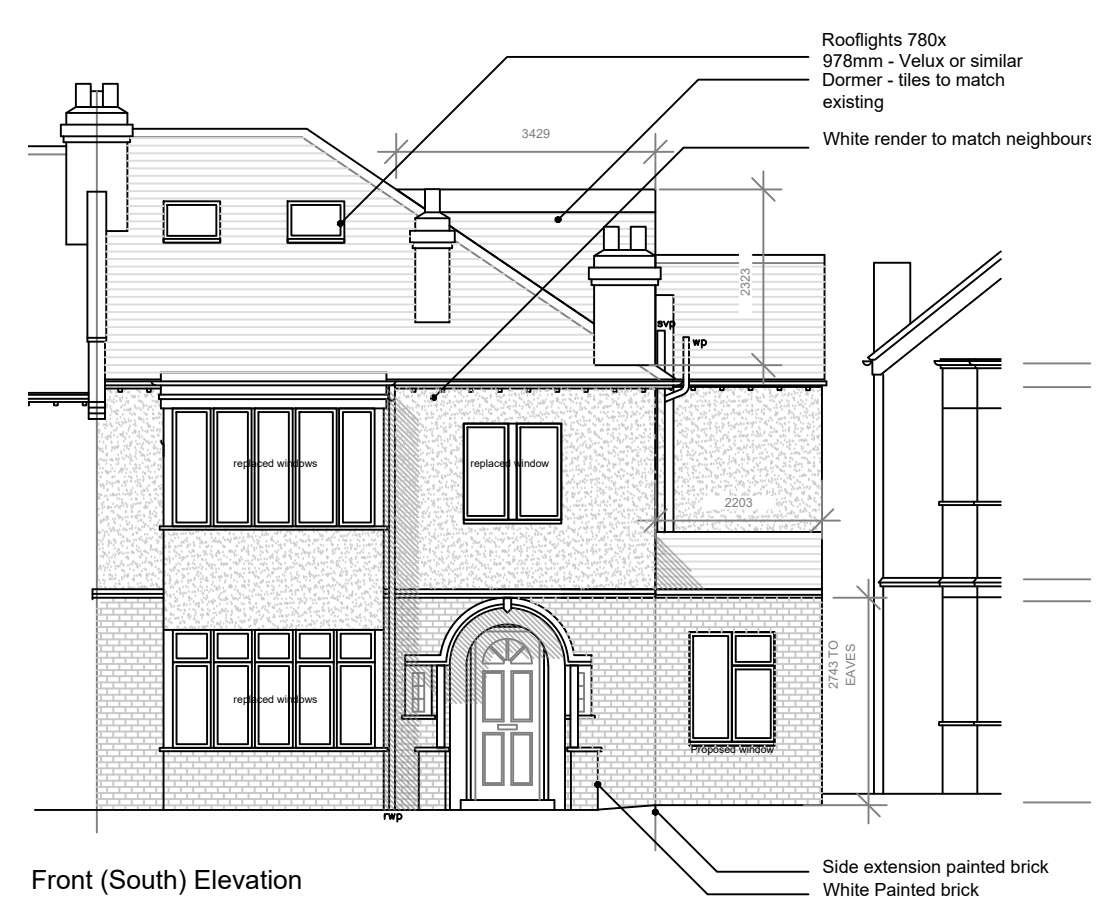 Rooflights 780x
978mm - Velux or similar
Dormer - tiles to match
existing
White render to match neighbours
3429
2323
svp
wp
replaced windows
replaced window
2203
2743 TO
EAVES
replaced windows
Proposed window
rwp
Side extension painted brick
White Painted brick
Front (South) Elevation